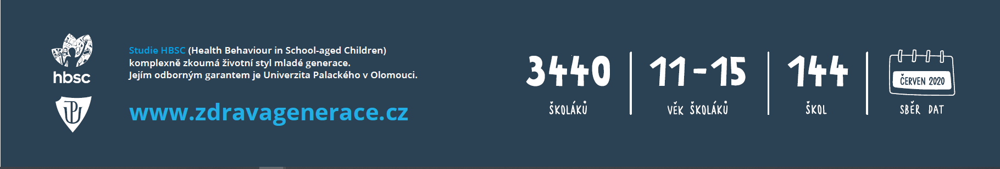 hbsc
UP
Studie HBSC (Health Behaviour in School-aged Children)
komplexně zkoumá životní styl mladé generace.
Jejím odborným garantem je Univerzita Palackého v Olomouci.
www.zdravagenerace.cz
3440
ŠKOLÁKŮ
11-15
VĚK ŠKOLÁKŮ
144
ŠKOL
ČERVEN 2020
SBĚR DAT